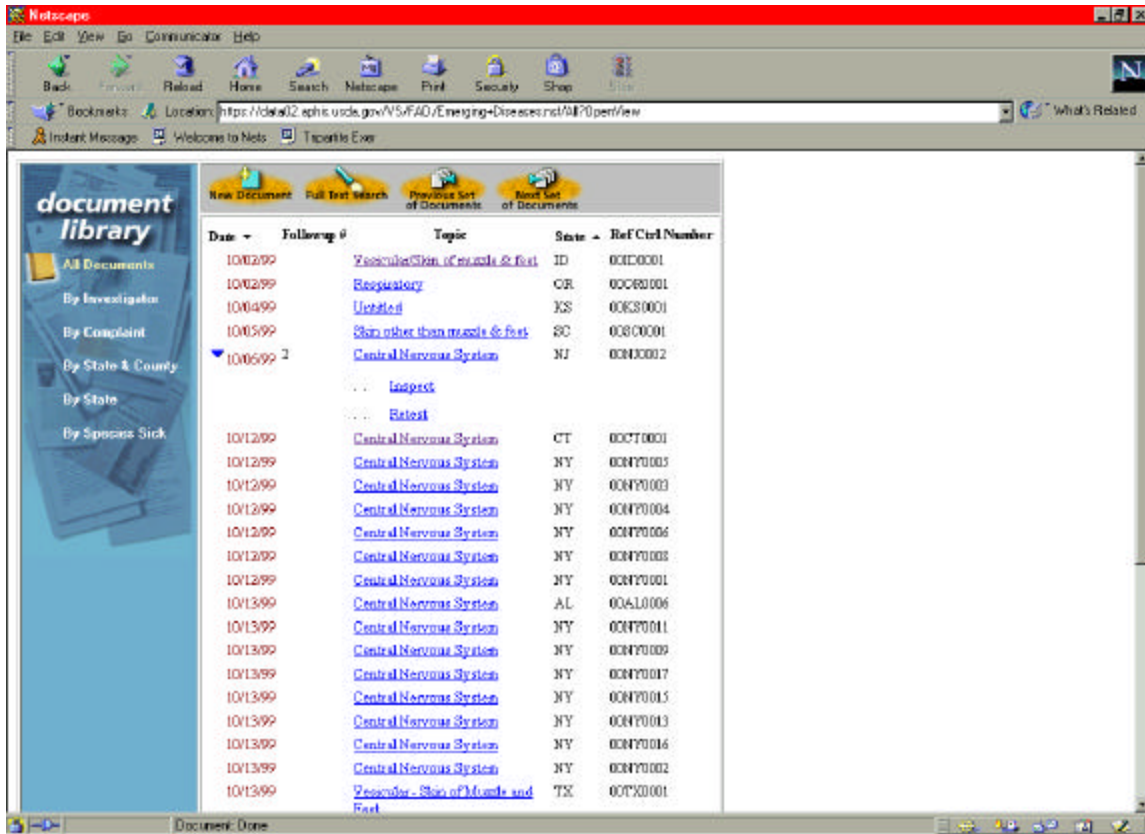 Netscape
File Edit View Go Communicator Help
Back Forward Reload Home Search Netscape Print Security Shop Stop
Bookmarks Location: https://data02.aphis.usda.gov/VS/FAD/Emerging+Diseases.nsf/All?OpenView What's Related
Instant Message Welcome to Nets Tripartite Exer
document
library
All Documents
By Investigator
By Complaint
By State & County
By State
By Species Sick
New Document Full Text Search Previous Set of Documents Next Set of Documents
Date Followup # Topic State Ref Ctrl Number
10/02/99 Vesicular/Skin of muzzle & feet ID 00ID0001
10/02/99 Respiratory OR 00OR0001
10/04/99 Untitled KS 00KS0001
10/05/99 Skin other than muzzle & feet SC 00SC0001
10/06/99 2 Central Nervous System NJ 00NJ0002
. . Inspect
. . . Retest
10/12/99 Central Nervous System CT 00CT0001
10/12/99 Central Nervous System NY 00NY0005
10/12/99 Central Nervous System NY 00NY0003
10/12/99 Central Nervous System NY 00NY0004
10/12/99 Central Nervous System NY 00NY0006
10/12/99 Central Nervous System NY 00NY0008
10/12/99 Central Nervous System NY 00NY0001
10/13/99 Central Nervous System AL 00AL0006
10/13/99 Central Nervous System NY 00NY0011
10/13/99 Central Nervous System NY 00NY0009
10/13/99 Central Nervous System NY 00NY0017
10/13/99 Central Nervous System NY 00NY0015
10/13/99 Central Nervous System NY 00NY0013
10/13/99 Central Nervous System NY 00NY0016
10/13/99 Central Nervous System NY 00NY0002
10/13/99 Vesicular - Skin of Muzzle and TX 00TX0001
Feet
Document: Done